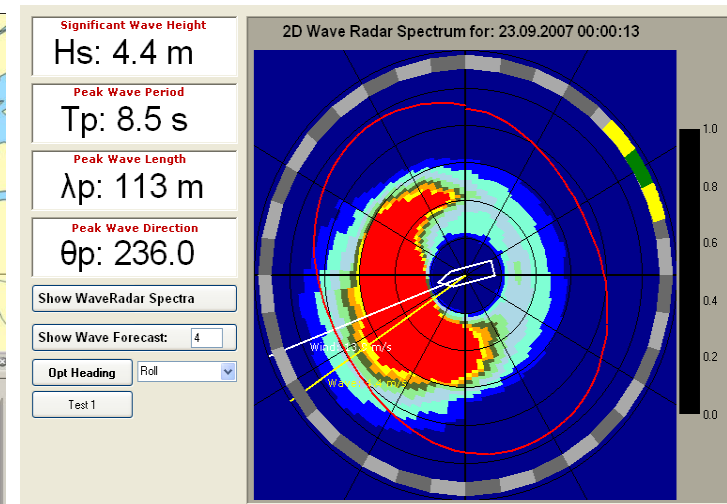 Significant Wave Height
Hs: 4.4 m
Peak Wave Period
Tp: 8.5 s
Peak Wave Length
λp: 113 m
Peak Wave Direction
θp: 236.0
Show WaveRadar Spectra
Show Wave Forecast: 4
Opt Heading Roll
Test 1
2D Wave Radar Spectrum for: 23.09.2007 00:00:13
1.0
0.8
0.6
0.4
0.2
0.0
m/s
m/s